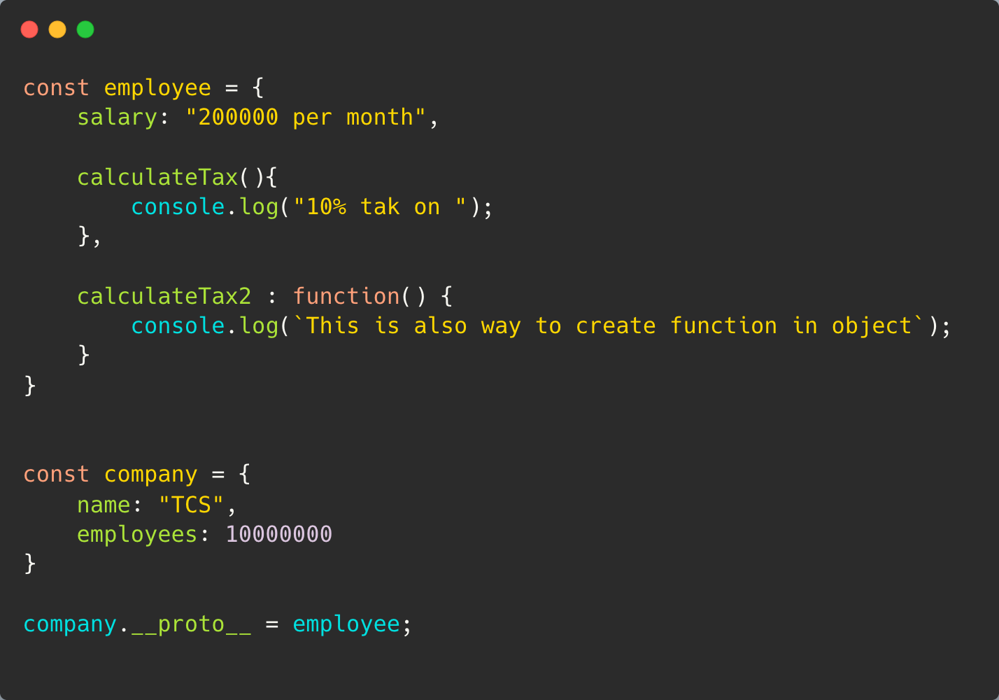 const employee = {
    salary: "200000 per month",

    calculateTax(){
        console.log("10% tak on ");
    },

    calculateTax2 : function() {
        console.log(`This is also way to create function in object`);
    }
}


const company = {
    name: "TCS",
    employees: 10000000
}

company.__proto__ = employee;